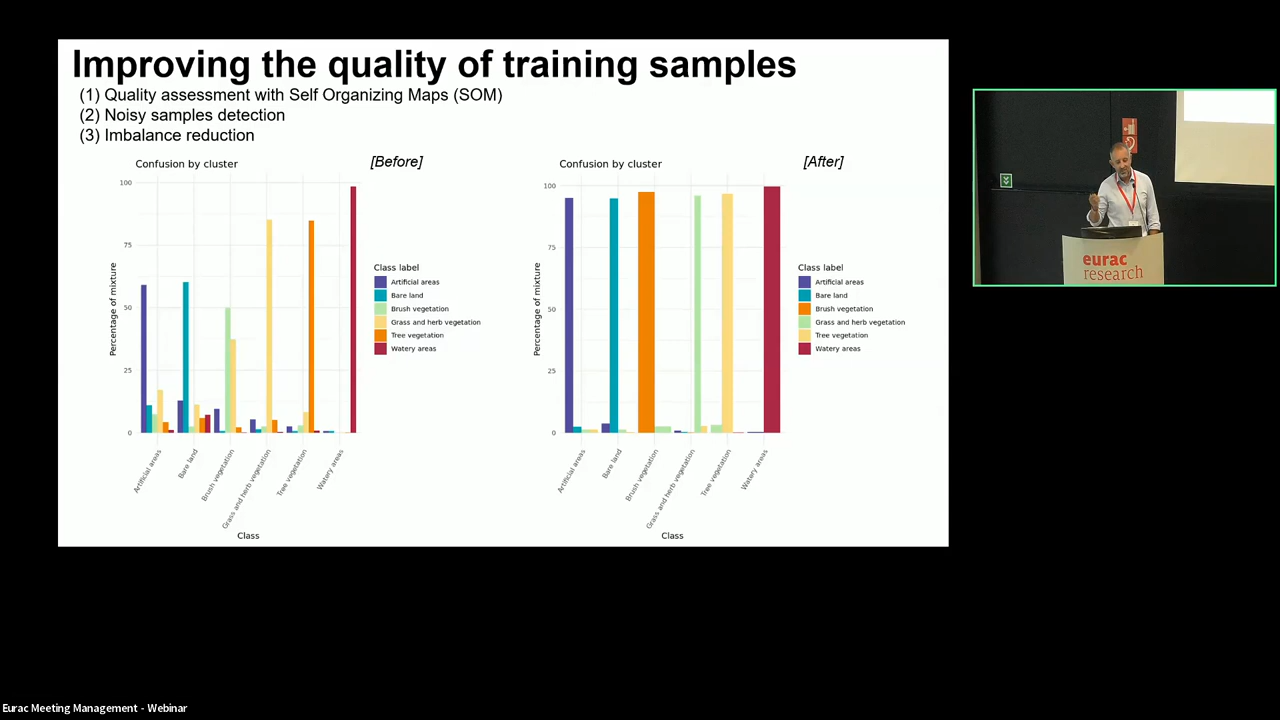 Improving the quality of training samples
(1) Quality assessment with Self Organizing Maps (SOM)
(2) Noisy samples detection
(3) Imbalance reduction
Confusion by cluster
[Before]
100
75
50
25
0
Percentage of mixture
Artificial areas
Bare land
Brush vegetation
Grass and herb vegetation
Tree vegetation
Watery areas
Class
Class label
Artificial areas
Bare land
Brush vegetation
Grass and herb vegetation
Tree vegetation
Watery areas
Confusion by cluster
[After]
100
75
50
25
0
Percentage of mixture
Artificial areas
Bare land
Brush vegetation
Grass and herb vegetation
Tree vegetation
Watery areas
Class
Class label
Artificial areas
Bare land
Brush vegetation
Grass and herb vegetation
Tree vegetation
Watery areas
eurac
research
Eurac Meeting Management - Webinar